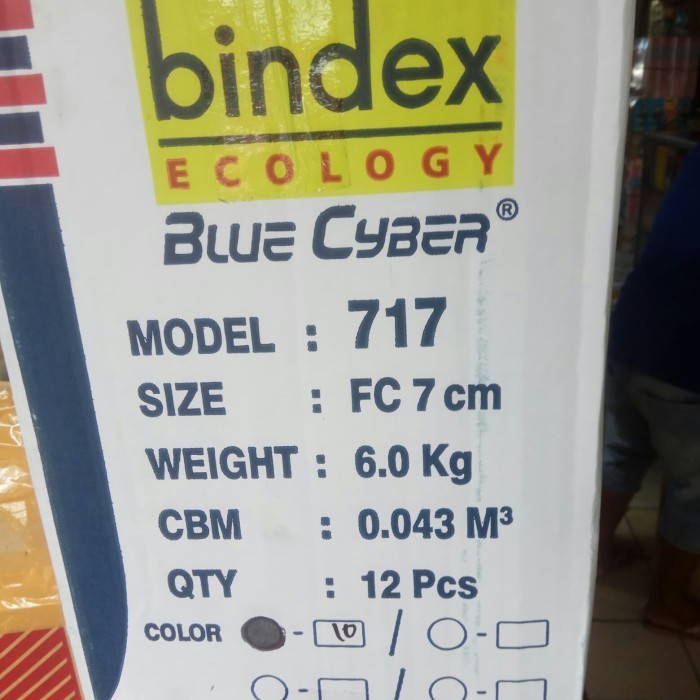 bindex
ECOLOGY
BLUE CYBER®
MODEL : 717
SIZE : FC 7 cm
WEIGHT : 6.0 Kg
CBM : 0.043 M³
QTY : 12 Pcs
COLOR - 10 / -
- -